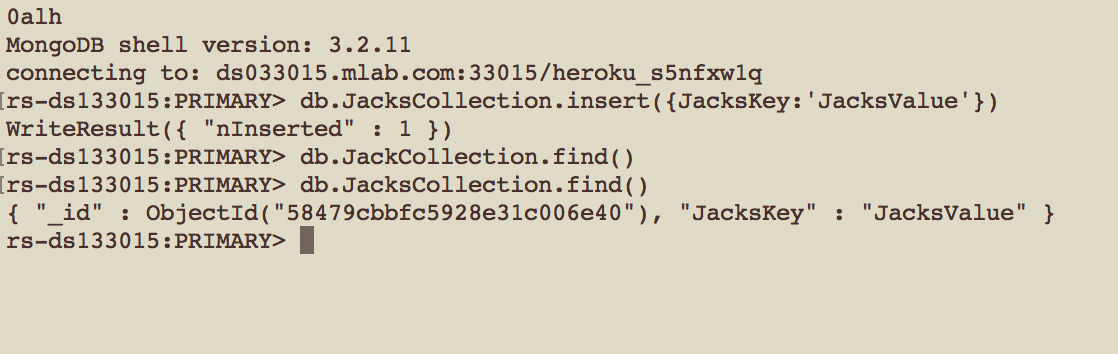 0alh
MongoDB shell version: 3.2.11
connecting to: ds033015.mlab.com:33015/heroku_s5nfxw1q
[rs-ds133015:PRIMARY> db.JacksCollection.insert({JacksKey:'JacksValue'})
WriteResult({ "nInserted" : 1 })
[rs-ds133015:PRIMARY> db.JackCollection.find()
[rs-ds133015:PRIMARY> db.JacksCollection.find()
{ "_id" : ObjectId("58479cbbfc5928e31c006e40"), "JacksKey" : "JacksValue" }
rs-ds133015:PRIMARY>